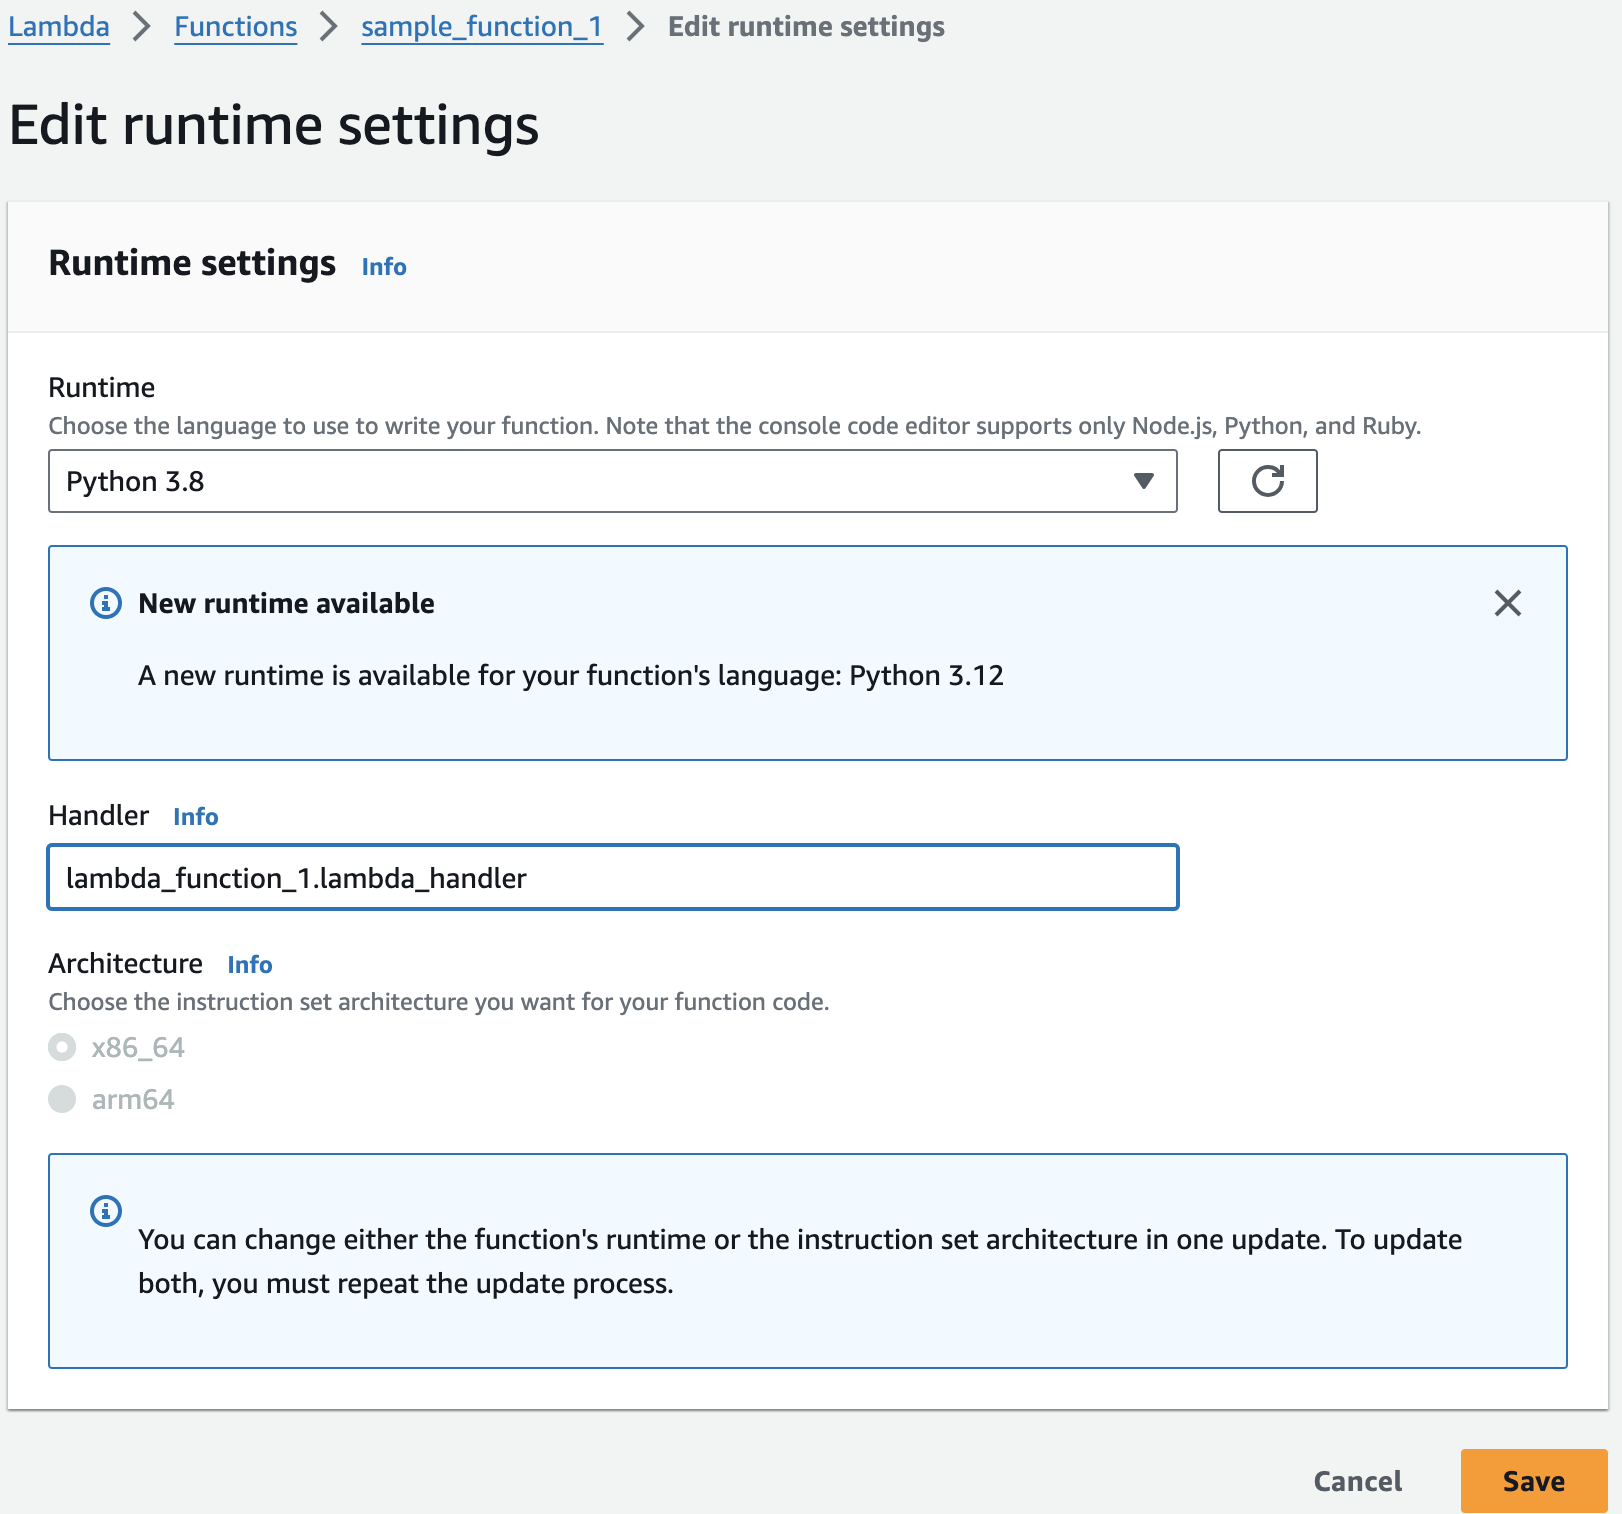 Lambda > Functions > sample_function_1 > Edit runtime settings
Edit runtime settings
Runtime settings Info
Runtime
Choose the language to use to write your function. Note that the console code editor supports only Node.js, Python, and Ruby.
Python 3.8
New runtime available
A new runtime is available for your function's language: Python 3.12
Handler Info
lambda_function_1.lambda_handler
Architecture Info
Choose the instruction set architecture you want for your function code.
x86_64
arm64
You can change either the function's runtime or the instruction set architecture in one update. To update
both, you must repeat the update process.
Cancel Save